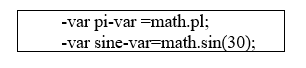 -var pi-var =math.pl;
-var sine-var=math.sin(30);